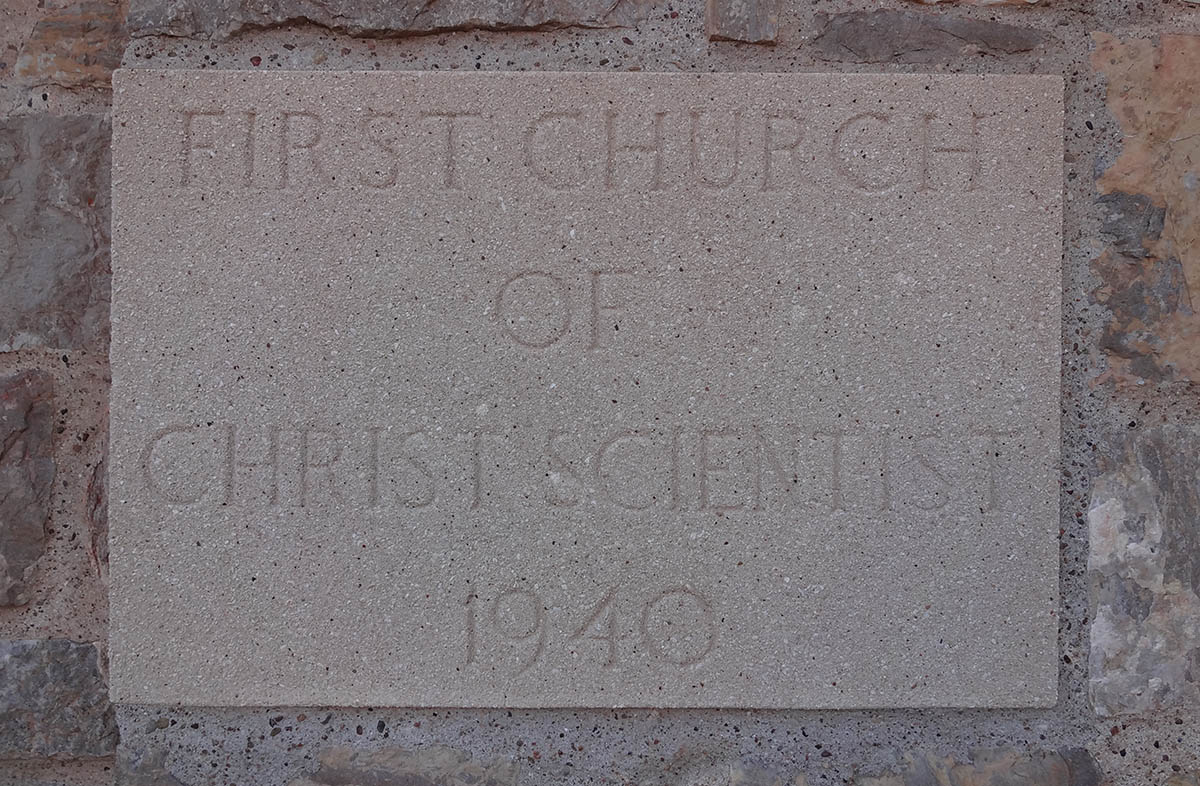 FIRST CHURCH
OF
CHRIST SCIENTIST
1940